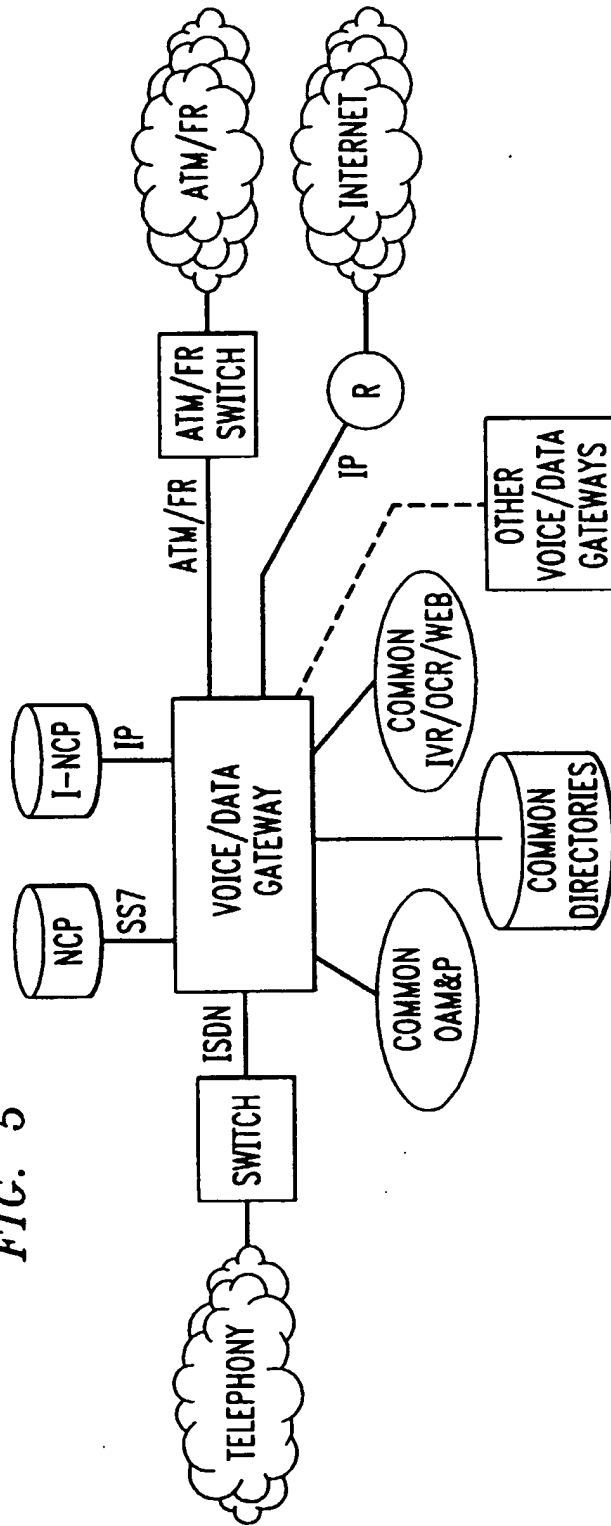 FIG. 5
NCP
I-NCP
SS7
IP
TELEPHONY
SWITCH
ISDN
VOICE/DATA
GATEWAY
ATM/FR
ATM/FR
SWITCH
ATM/FR
IP
R
INTERNET
COMMON
OAM&P
COMMON
DIRECTORIES
COMMON
IVR/OCR/WEB
OTHER
VOICE/DATA
GATEWAYS